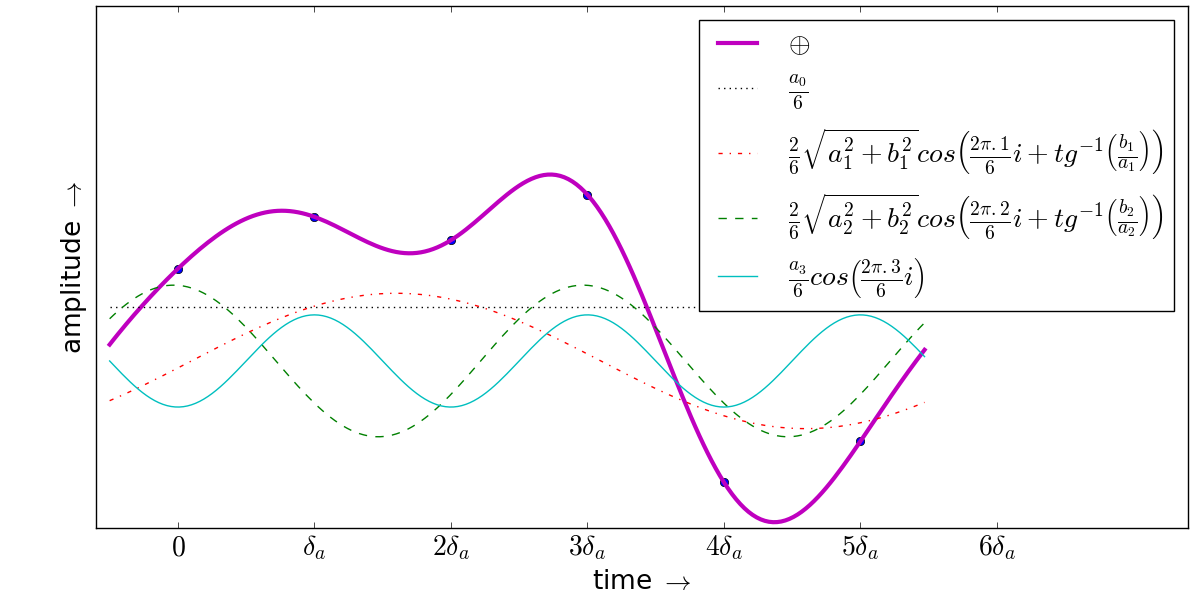 ⊕
a₀/6
2/6 √(a₁² + b₁²) cos(2π.1/6 i + tg⁻¹(b₁/a₁))
2/6 √(a₂² + b₂²) cos(2π.2/6 i + tg⁻¹(b₂/a₂))
a₃/6 cos(2π.3/6 i)
amplitude →
0 δₐ 2δₐ 3δₐ 4δₐ 5δₐ 6δₐ
time →